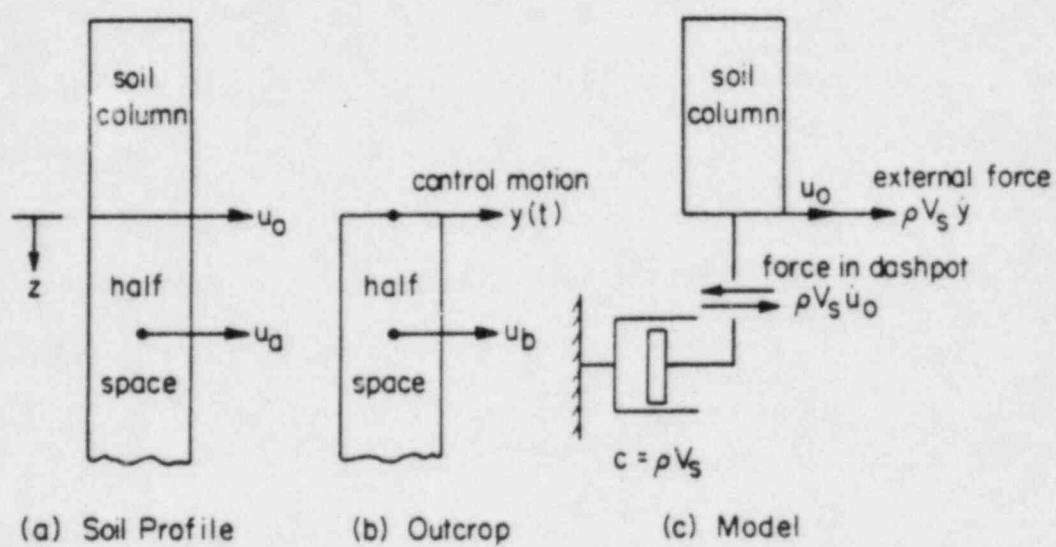 soil
column
u₀
z
half
uₐ
space
(a) Soil Profile
control motion
y(t)
half
u_b
space
(b) Outcrop
soil
column
u₀
external force
ρVₛ ẏ
force in dashpot
ρVₛ u̇₀
c = ρVₛ
(c) Model